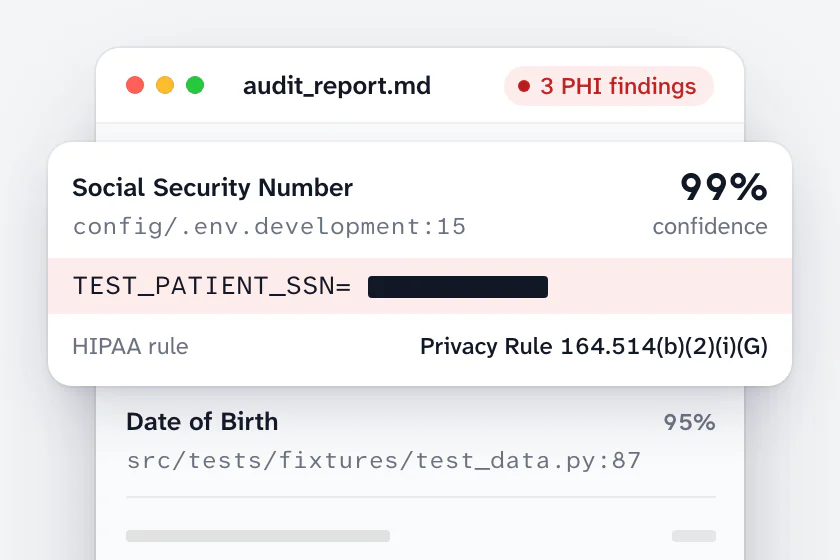 audit_report.md
3 PHI findings
Social Security Number
99%
config/.env.development:15
confidence
TEST_PATIENT_SSN=
HIPAA rule
Privacy Rule 164.514(b)(2)(i)(G)
Date of Birth
95%
src/tests/fixtures/test_data.py:87